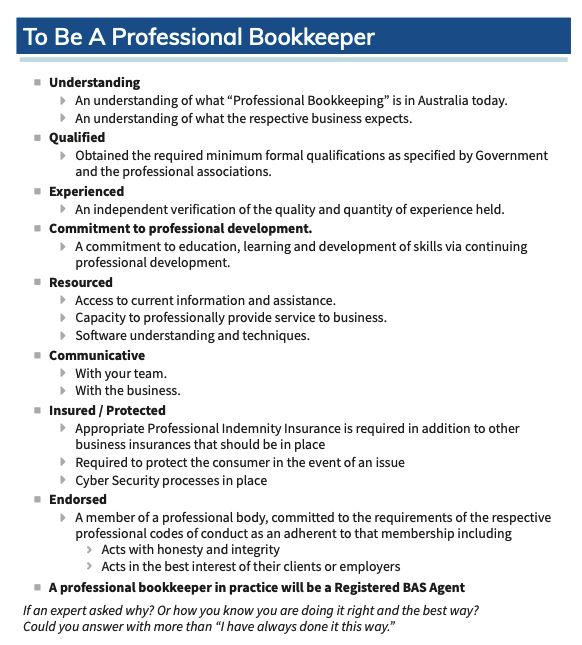 To Be A Professional Bookkeeper
Understanding
An understanding of what “Professional Bookkeeping” is in Australia today.
An understanding of what the respective business expects.
Qualified
Obtained the required minimum formal qualifications as specified by Government
and the professional associations.
Experienced
An independent verification of the quality and quantity of experience held.
Commitment to professional development.
A commitment to education, learning and development of skills via continuing
professional development.
Resourced
Access to current information and assistance.
Capacity to professionally provide service to business.
Software understanding and techniques.
Communicative
With your team.
With the business.
Insured / Protected
Appropriate Professional Indemnity Insurance is required in addition to other
business insurances that should be in place
Required to protect the consumer in the event of an issue
Cyber Security processes in place
Endorsed
A member of a professional body, committed to the requirements of the respective
professional codes of conduct as an adherent to that membership including
Acts with honesty and integrity
Acts in the best interest of their clients or employers
A professional bookkeeper in practice will be a Registered BAS Agent
If an expert asked why? Or how you know you are doing it right and the best way?
Could you answer with more than “I have always done it this way.”